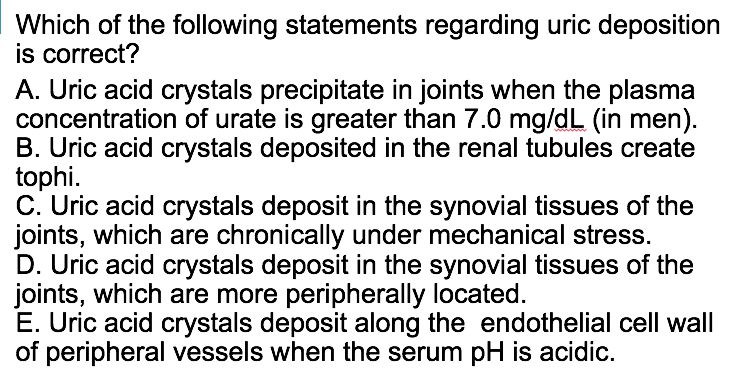 Which of the following statements regarding uric deposition
is correct?
A. Uric acid crystals precipitate in joints when the plasma
concentration of urate is greater than 7.0 mg/dL (in men).
B. Uric acid crystals deposited in the renal tubules create
tophi.
C. Uric acid crystals deposit in the synovial tissues of the
joints, which are chronically under mechanical stress.
D. Uric acid crystals deposit in the synovial tissues of the
joints, which are more peripherally located.
E. Uric acid crystals deposit along the  endothelial cell wall
of peripheral vessels when the serum pH is acidic.